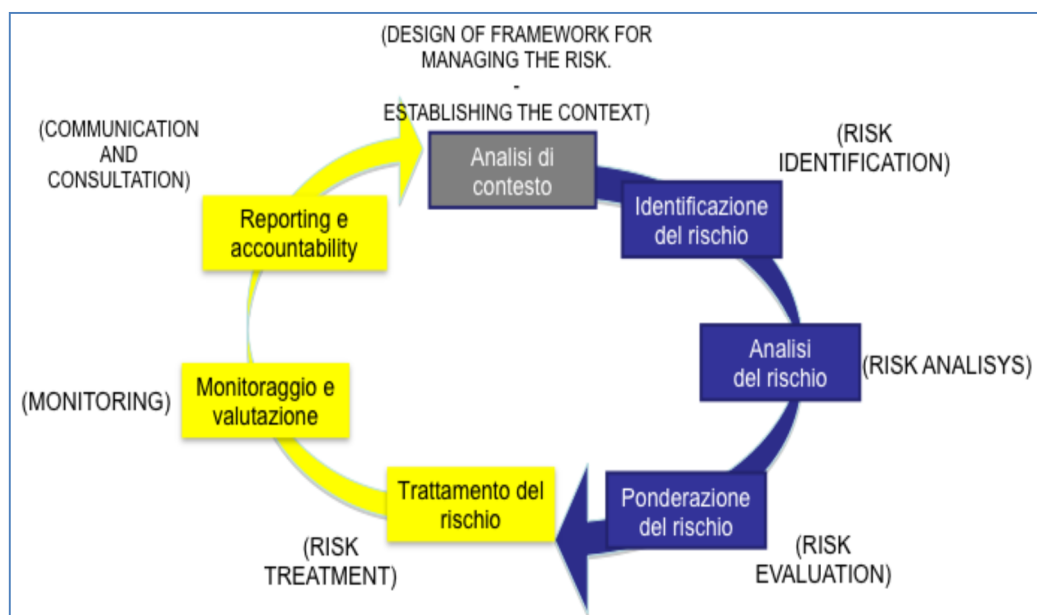 (DESIGN OF FRAMEWORK FOR
MANAGING THE RISK.
-
ESTABLISHING THE CONTEXT)
(COMMUNICATION
AND
CONSULTATION)
Analisi di
contesto
(RISK
IDENTIFICATION)
Identificazione
del rischio
Reporting e
accountability
Analisi
del rischio
(RISK ANALISYS)
(MONITORING)
Monitoraggio e
valutazione
Trattamento del
rischio
Ponderazione
del rischio
(RISK
TREATMENT)
(RISK
EVALUATION)